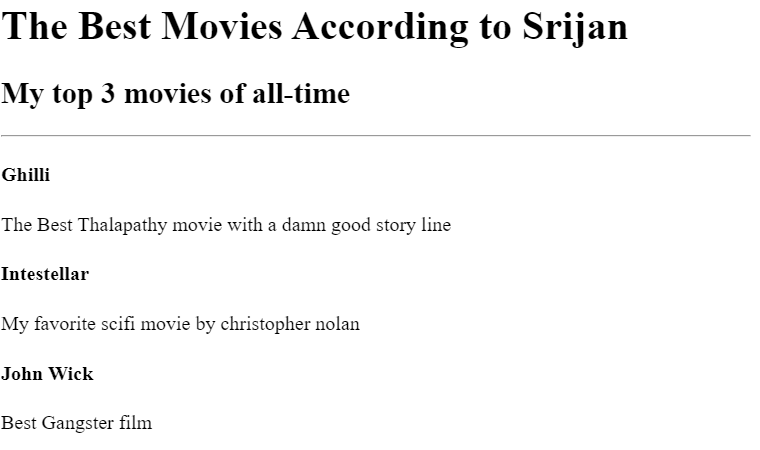 The Best Movies According to Srijan
My top 3 movies of all-time
Ghilli
The Best Thalapathy movie with a damn good story line
Intestellar
My favorite scifi movie by christopher nolan
John Wick
Best Gangster film